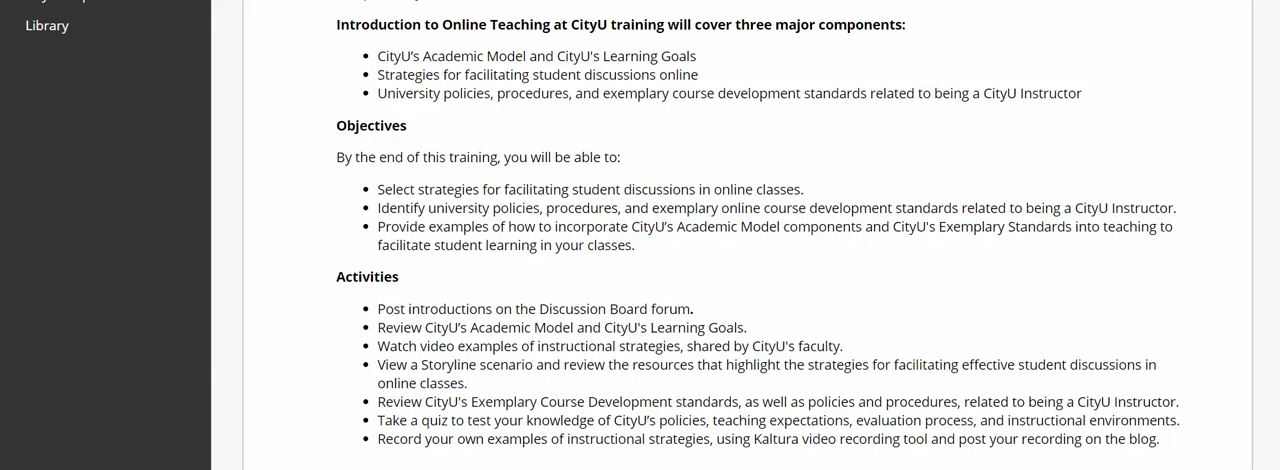 Library
Introduction to Online Teaching at CityU training will cover three major components:
• CityU's Academic Model and CityU's Learning Goals
• Strategies for facilitating student discussions online
• University policies, procedures, and exemplary course development standards related to being a CityU Instructor
Objectives
By the end of this training, you will be able to:
• Select strategies for facilitating student discussions in online classes.
• Identify university policies, procedures, and exemplary online course development standards related to being a CityU Instructor.
• Provide examples of how to incorporate CityU's Academic Model components and CityU's Exemplary Standards into teaching to
facilitate student learning in your classes.
Activities
• Post introductions on the Discussion Board forum.
• Review CityU's Academic Model and CityU's Learning Goals.
• Watch video examples of instructional strategies, shared by CityU's faculty.
• View a Storyline scenario and review the resources that highlight the strategies for facilitating effective student discussions in
online classes.
• Review CityU's Exemplary Course Development standards, as well as policies and procedures, related to being a CityU Instructor.
• Take a quiz to test your knowledge of CityU's policies, teaching expectations, evaluation process, and instructional environments.
• Record your own examples of instructional strategies, using Kaltura video recording tool and post your recording on the blog.